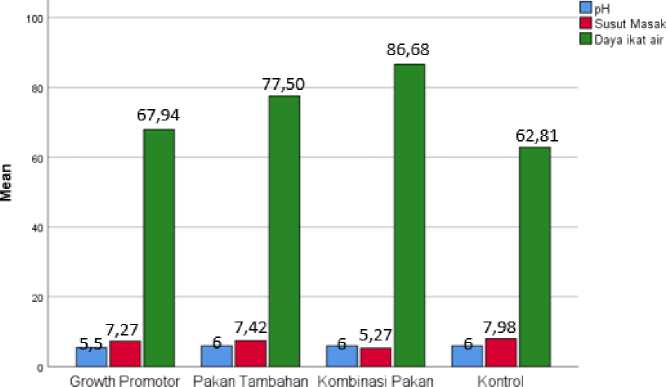 pH
Susut Masak
Daya ikat air
100
80
60
40
20
0
Mean
5,5
7,27
67,94
6
7,42
77,50
6
5,27
86,68
6
7,98
62,81
Growth Promotor
Pakan Tambahan
Kombinasi Pakan
Kontrol